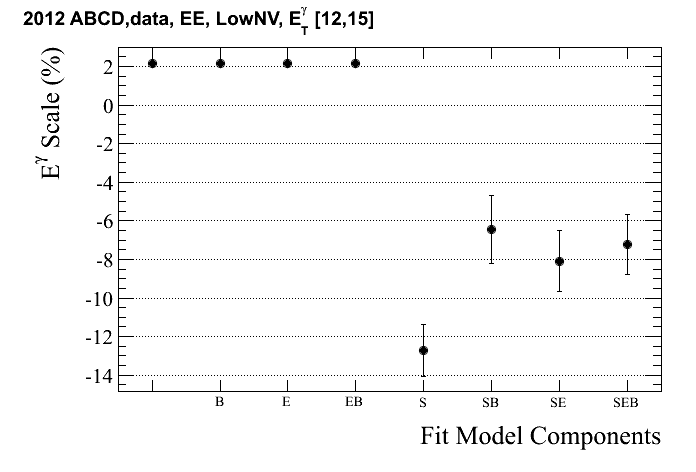 2012 ABCD,data, EE, LowNV, E_T^γ [12,15]
E^γ Scale (%)
2
0
-2
-4
-6
-8
-10
-12
-14
B E EB S SB SE SEB
Fit Model Components